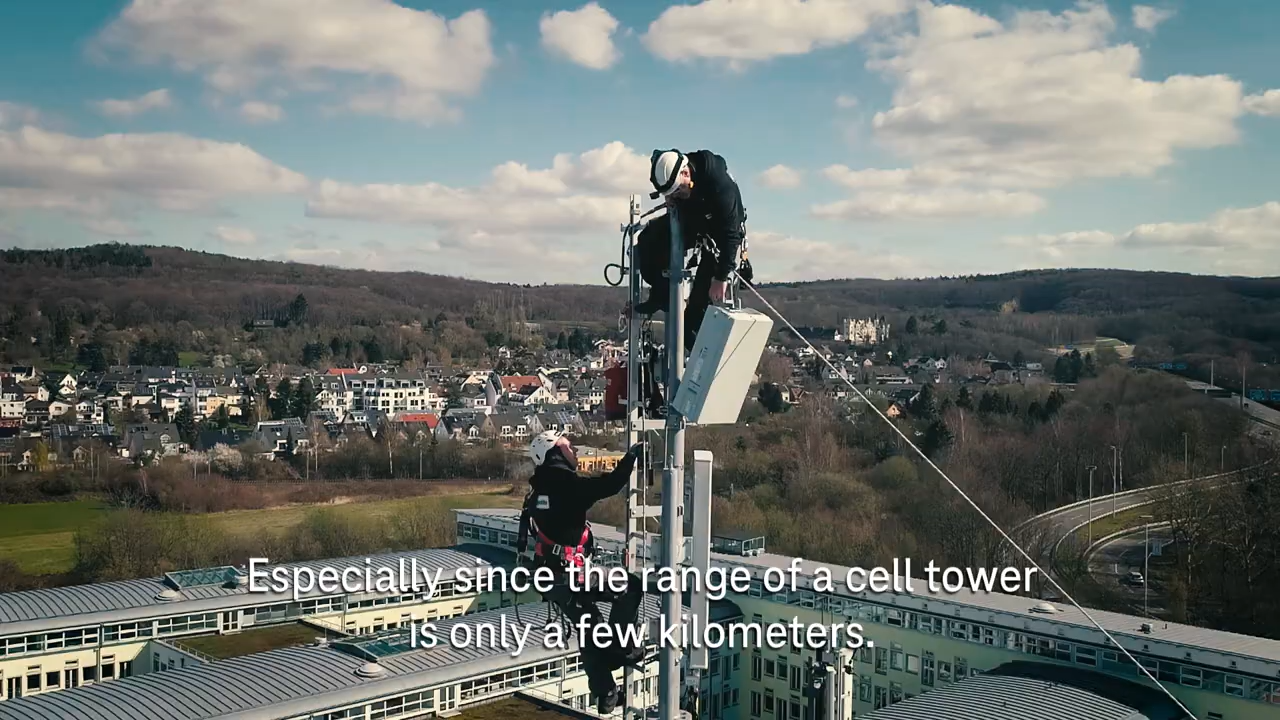 Especially since the range of a cell tower
is only a few kilometers.